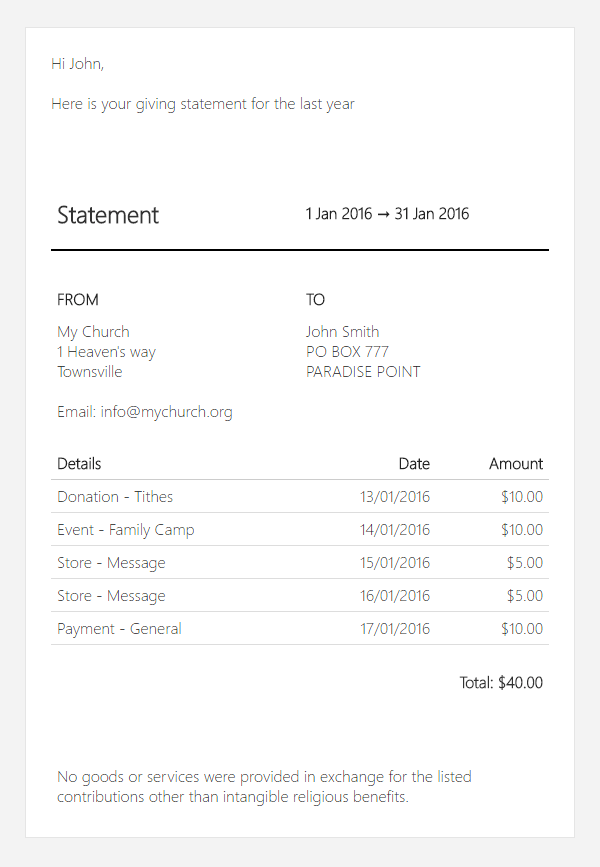 Hi John,
Here is your giving statement for the last year
Statement 1 Jan 2016 → 31 Jan 2016
FROM TO
My Church John Smith
1 Heaven's way PO BOX 777
Townsville PARADISE POINT
Email: info@mychurch.org
Details Date Amount
Donation - Tithes 13/01/2016 $10.00
Event - Family Camp 14/01/2016 $10.00
Store - Message 15/01/2016 $5.00
Store - Message 16/01/2016 $5.00
Payment - General 17/01/2016 $10.00
Total: $40.00
No goods or services were provided in exchange for the listed
contributions other than intangible religious benefits.